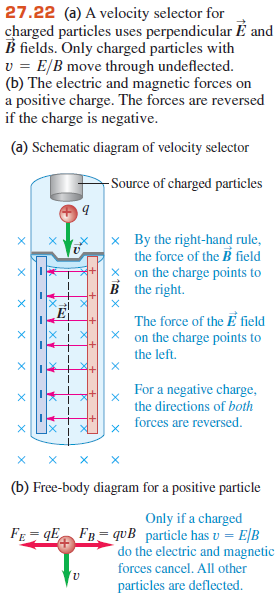 27.22 (a) A velocity selector for
charged particles uses perpendicular E⃗ and
B⃗ fields. Only charged particles with
v = E/B move through undeflected.
(b) The electric and magnetic forces on
a positive charge. The forces are reversed
if the charge is negative.
(a) Schematic diagram of velocity selector
Source of charged particles
q
v⃗
By the right-hand rule,
the force of the B⃗ field
on the charge points to
the right.
B⃗
E⃗
The force of the E⃗ field
on the charge points to
the left.
For a negative charge,
the directions of both
forces are reversed.
(b) Free-body diagram for a positive particle
F_E = qE F_B = qvB
v
Only if a charged
particle has v = E/B
do the electric and magnetic
forces cancel. All other
particles are deflected.